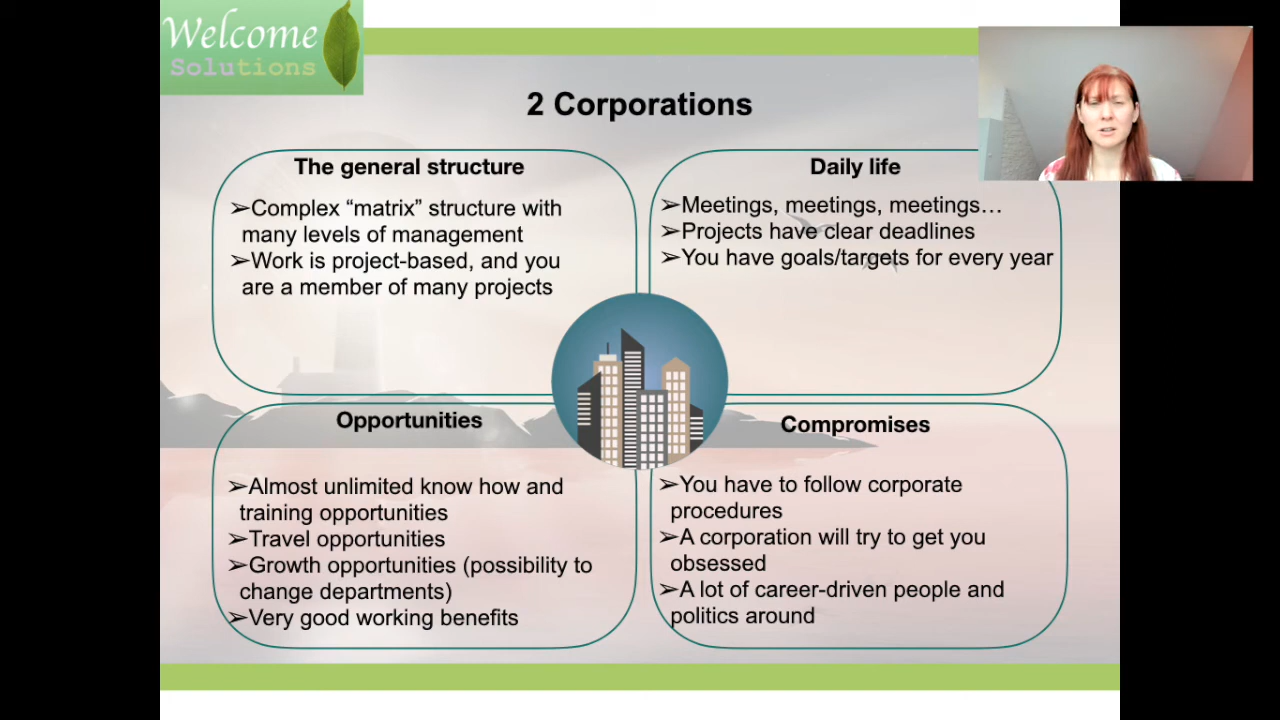 Welcome
Solutions
2 Corporations
The general structure
➢Complex “matrix” structure with
many levels of management
➢Work is project-based, and you
are a member of many projects
Daily life
➢Meetings, meetings, meetings…
➢Projects have clear deadlines
➢You have goals/targets for every year
Opportunities
➢Almost unlimited know how and
training opportunities
➢Travel opportunities
➢Growth opportunities (possibility to
change departments)
➢Very good working benefits
Compromises
➢You have to follow corporate
procedures
➢A corporation will try to get you
obsessed
➢A lot of career-driven people and
politics around